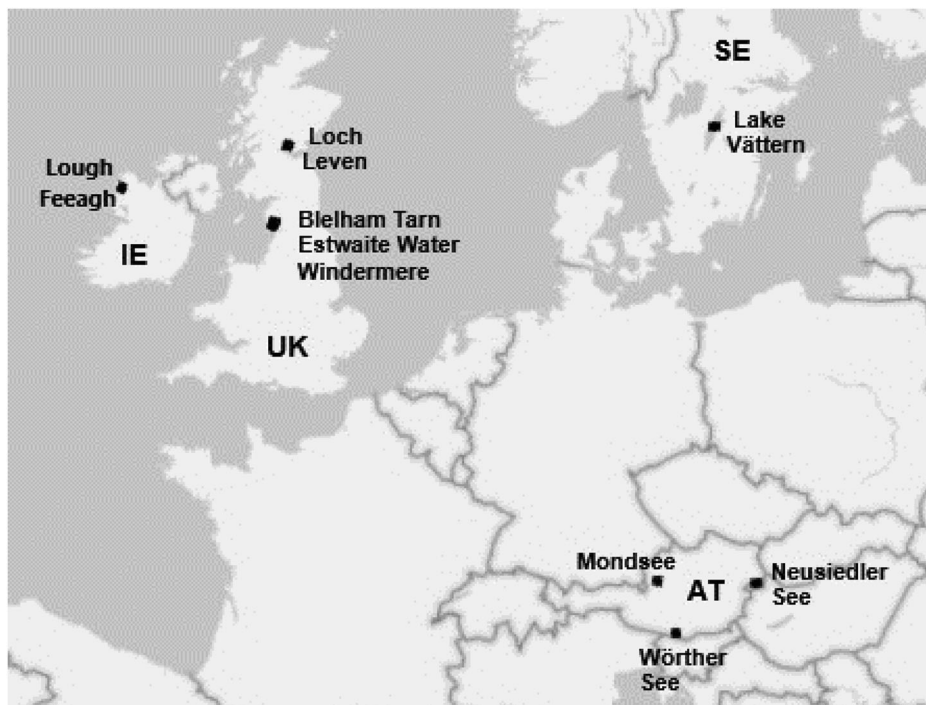 SE
Lake
Vättern
Loch
Leven
Lough
Feeagh
Blelham Tarn
Estwaite Water
Windermere
IE
UK
Mondsee
AT
Neusiedler
See
Wörther
See